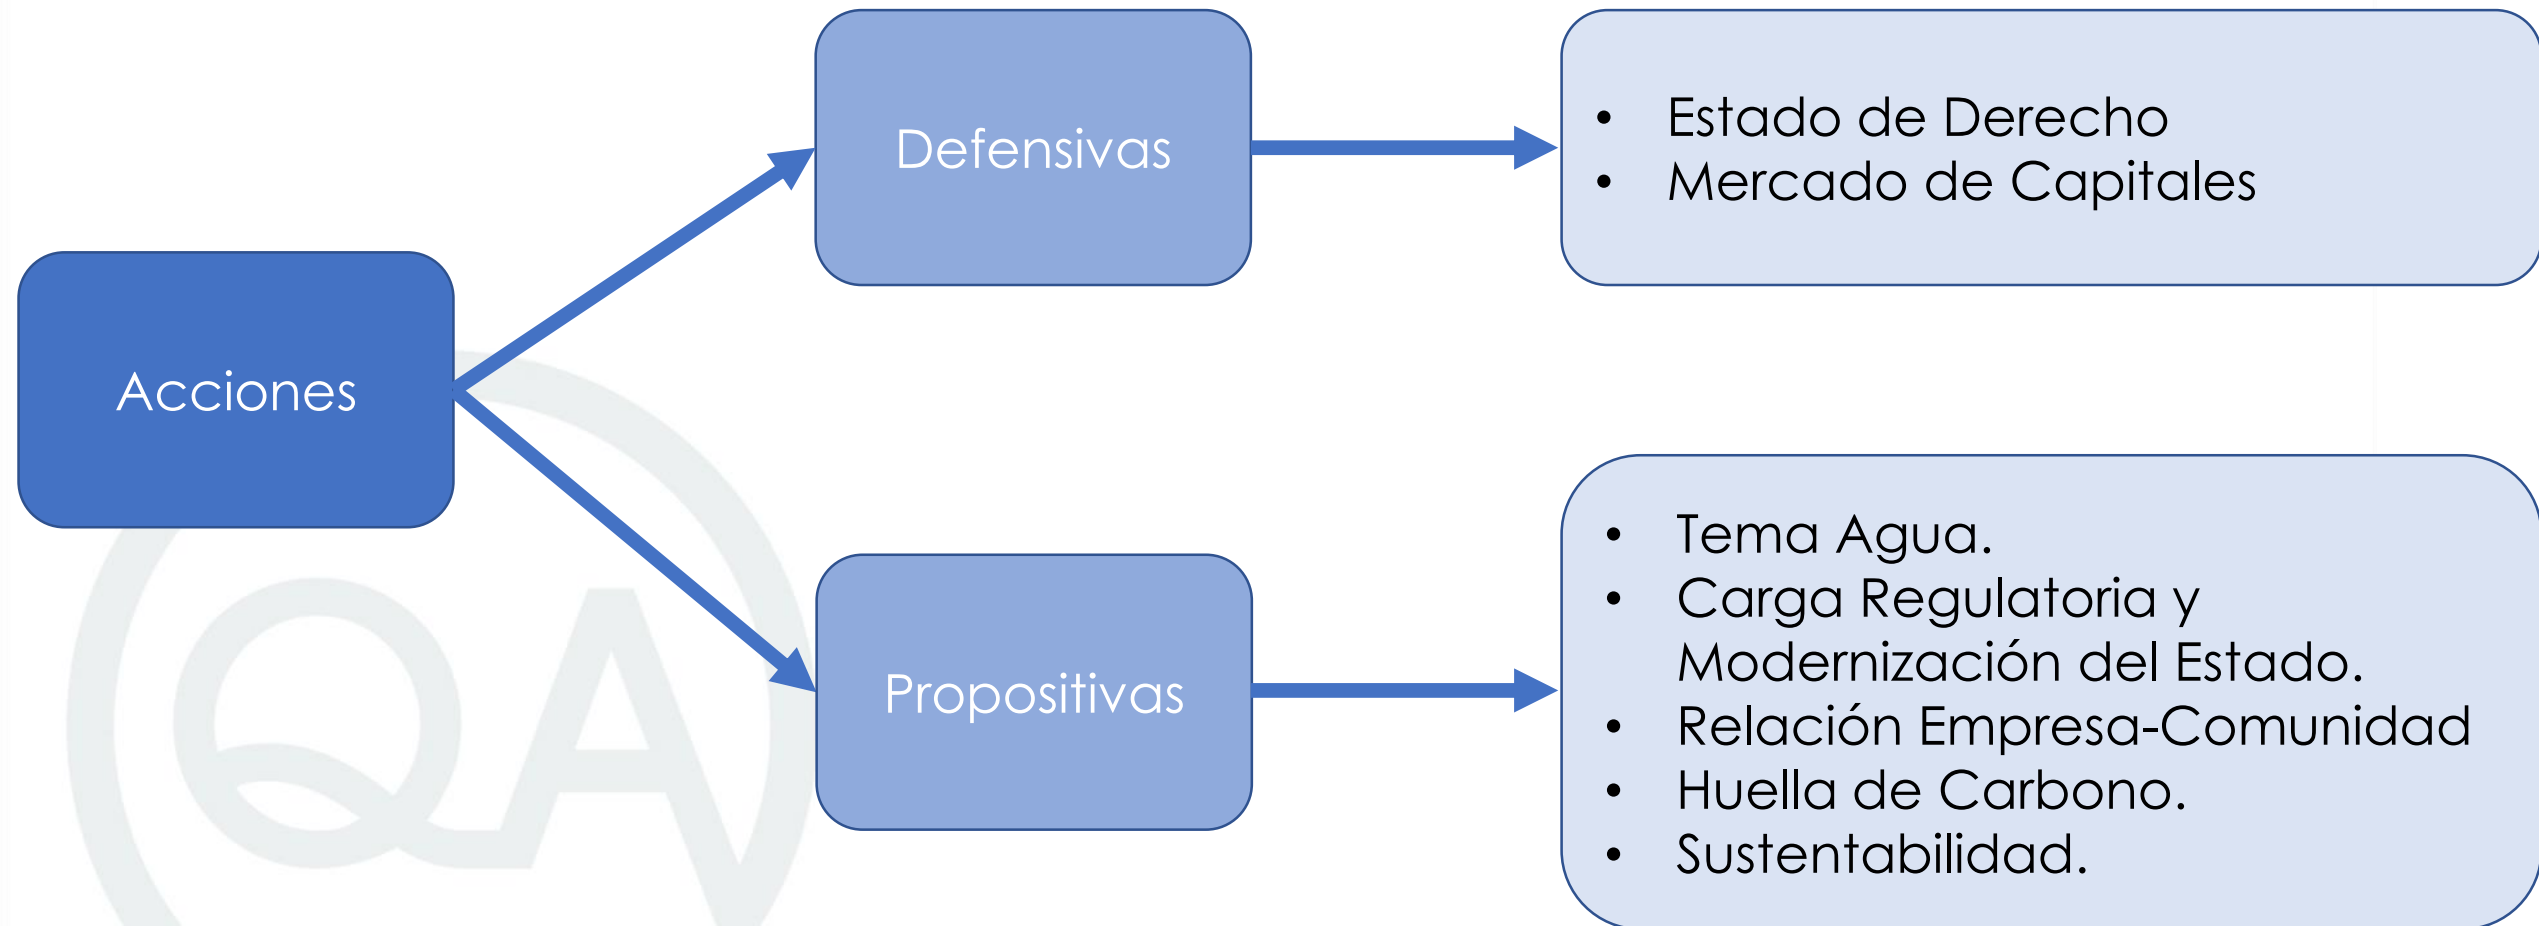 Acciones
Defensivas
• Estado de Derecho
• Mercado de Capitales
Propositivas
• Tema Agua.
• Carga Regulatoria y
Modernización del Estado.
• Relación Empresa-Comunidad
• Huella de Carbono.
• Sustentabilidad.
QA